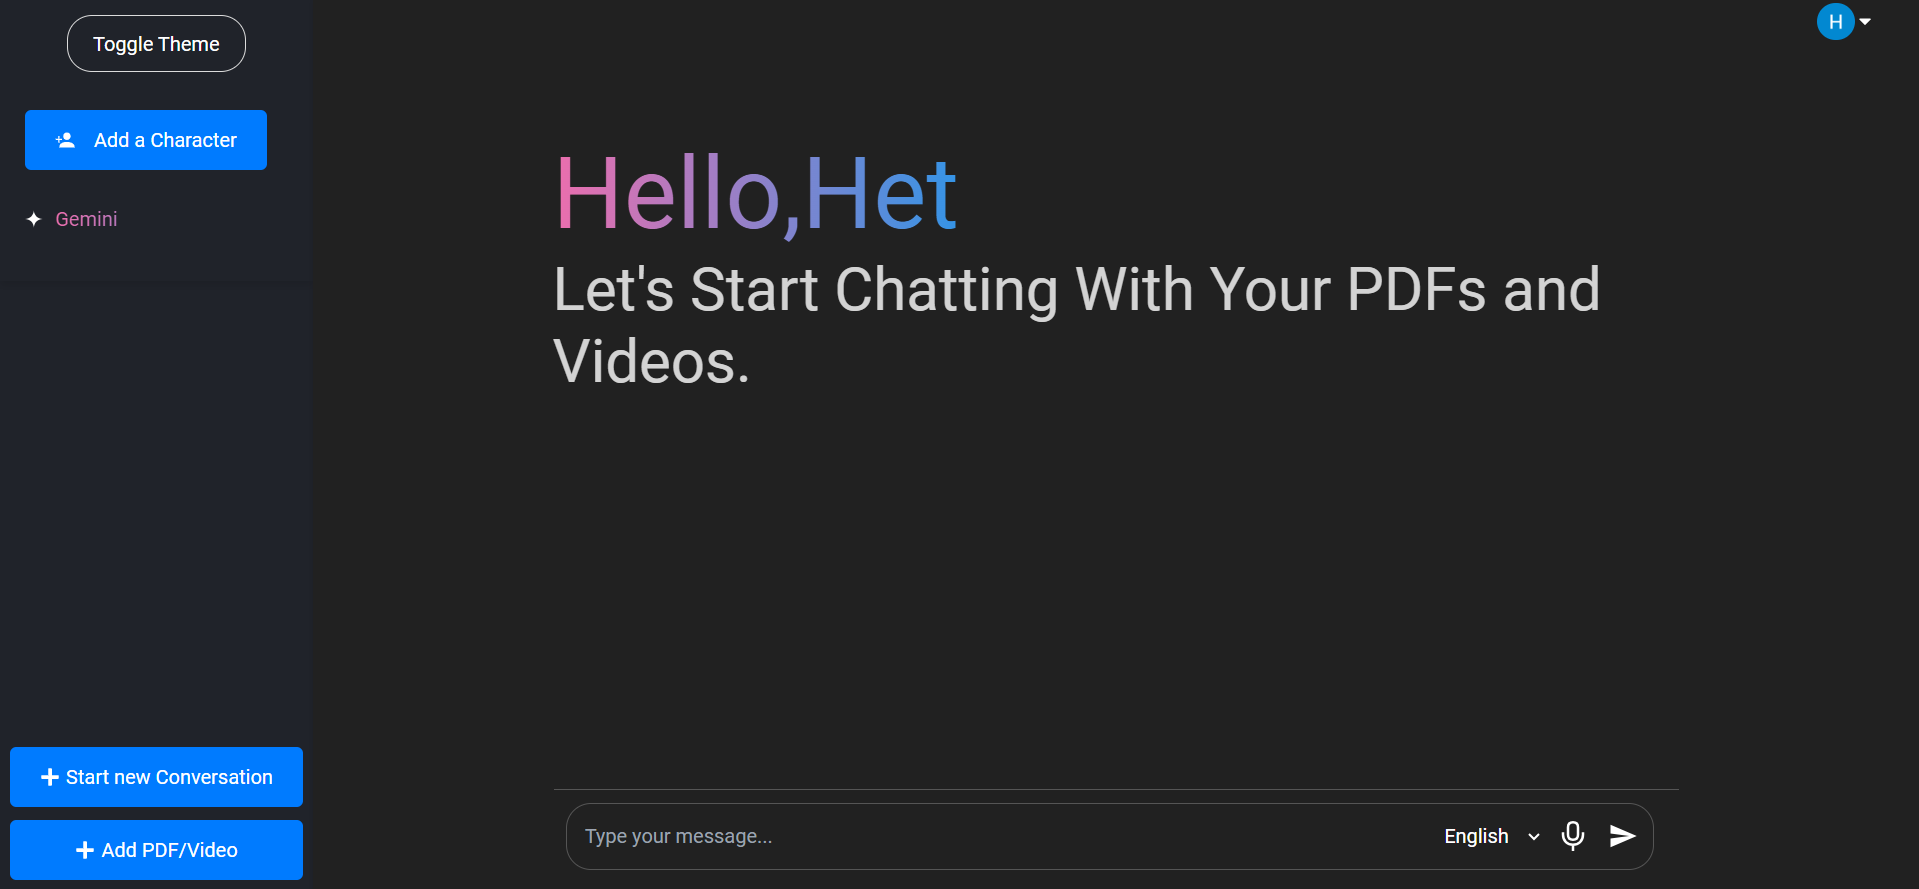 Toggle Theme
Add a Character
Gemini
Start new Conversation
Add PDF/Video
H
Hello,Het
Let's Start Chatting With Your PDFs and
Videos.
Type your message...
English